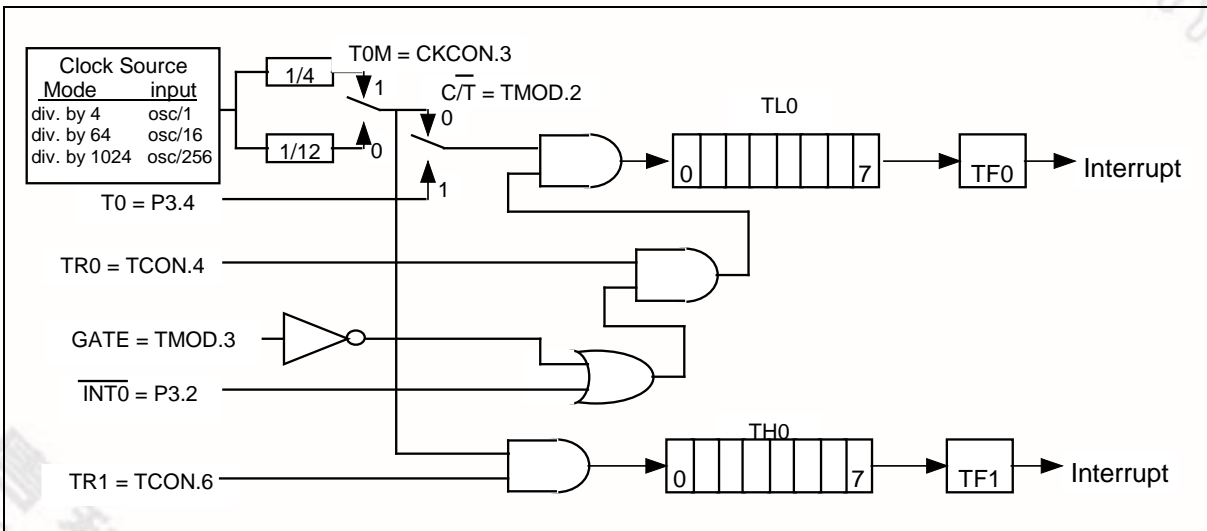 Clock Source
Mode input
div. by 4 osc/1
div. by 64 osc/16
div. by 1024 osc/256
1/4
1/12
T0M = CKCON.3
1
0
C/T̅ = TMOD.2
0
1
T0 = P3.4
TL0
0 7
TF0
Interrupt
TR0 = TCON.4
GATE = TMOD.3
I̅N̅T̅0̅ = P3.2
TR1 = TCON.6
TH0
0 7
TF1
Interrupt